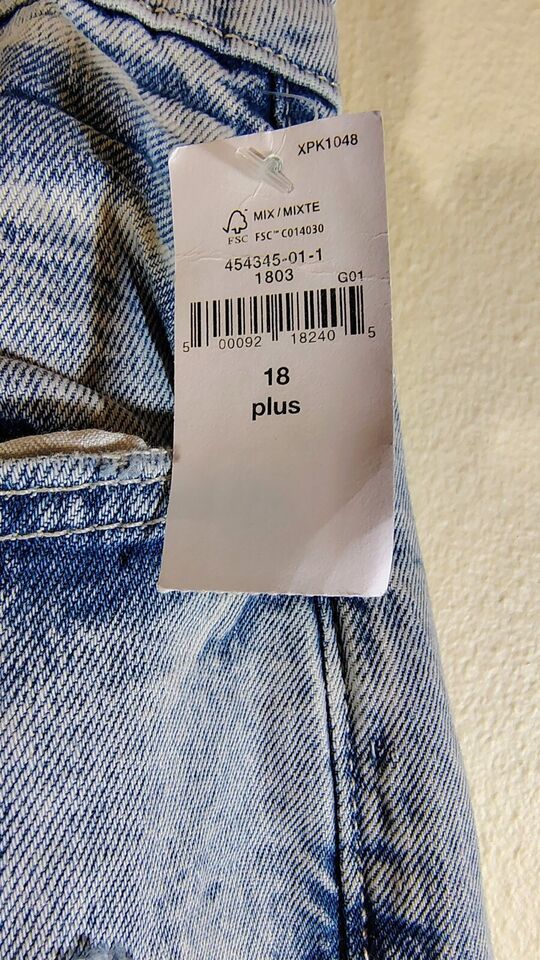 XPK1048
MIX / MIXTE
FSC FSC™ C014030
454345-01-1
1803
G01
5 00092 18240 5
18
plus